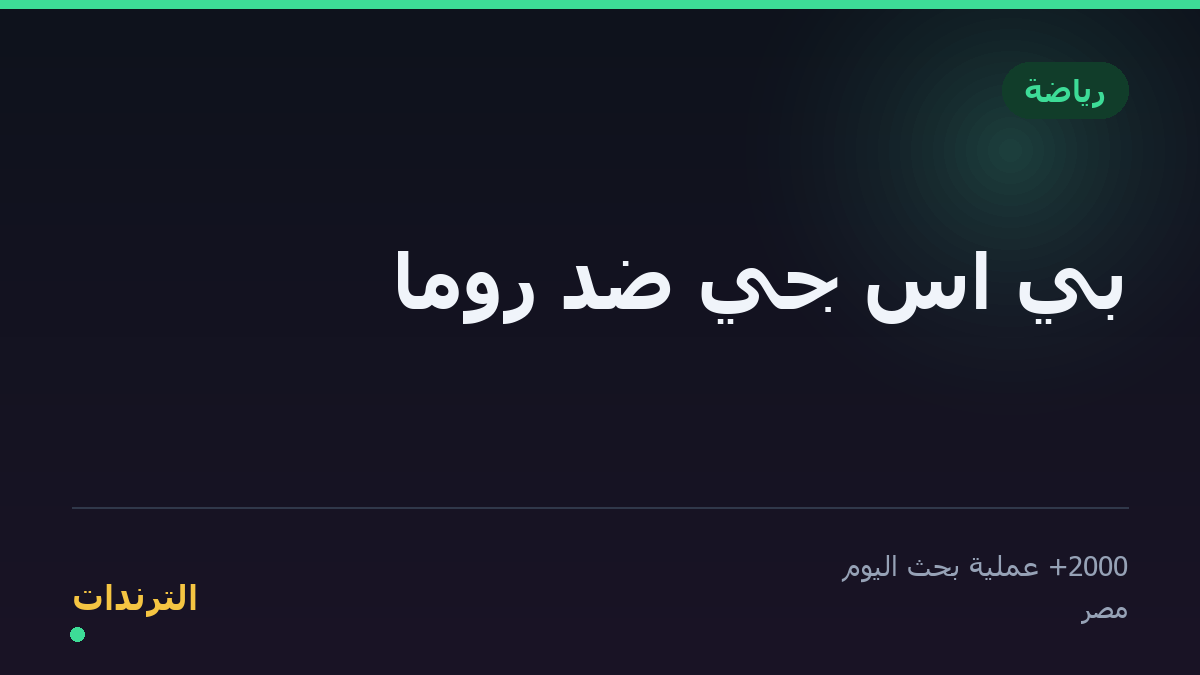 رياضة
بي اس جي ضد روما
2000+ عملية بحث اليوم
مصر
الترندات